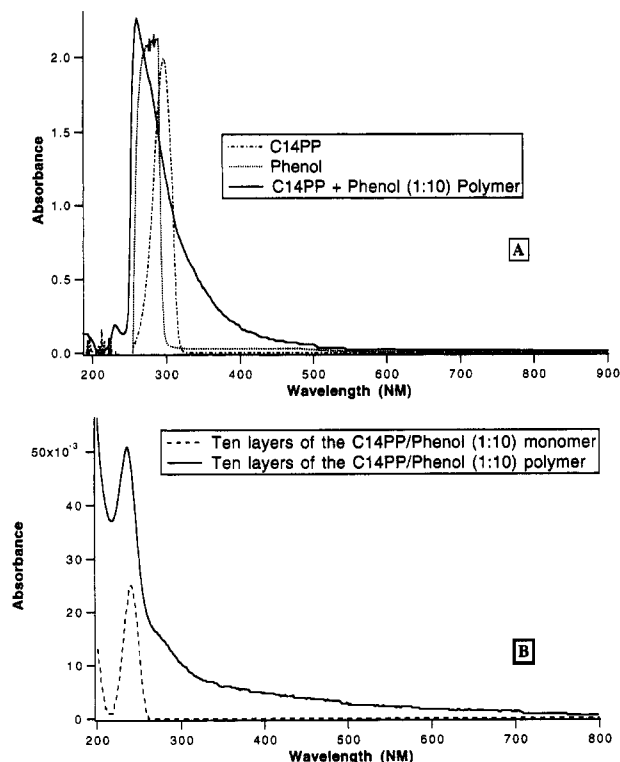 2.0
1.5
1.0
0.5
0.0
Absorbance
C14PP
Phenol
C14PP + Phenol (1:10) Polymer
A
200 300 400 500 600 700 800 900
Wavelength (NM)
50x10-3
40
30
20
10
0
Absorbance
Ten layers of the C14PP/Phenol (1:10) monomer
Ten layers of the C14PP/Phenol (1:10) polymer
B
200 300 400 500 600 700 800
Wavelength (NM)